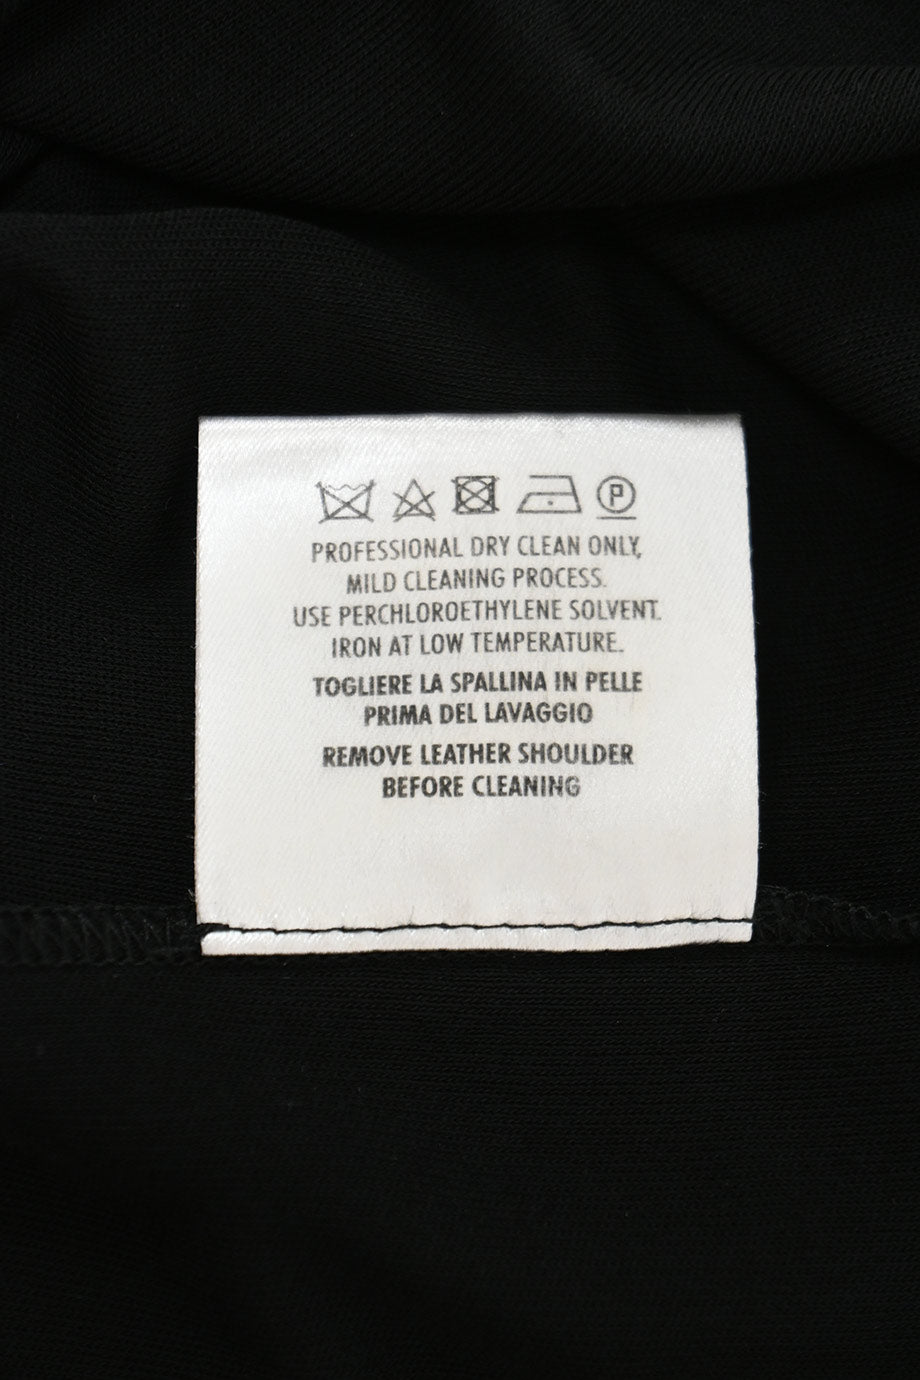 P
PROFESSIONAL DRY CLEAN ONLY,
MILD CLEANING PROCESS.
USE PERCHLOROETHYLENE SOLVENT.
IRON AT LOW TEMPERATURE.
TOGLIERE LA SPALLINA IN PELLE
PRIMA DEL LAVAGGIO
REMOVE LEATHER SHOULDER
BEFORE CLEANING